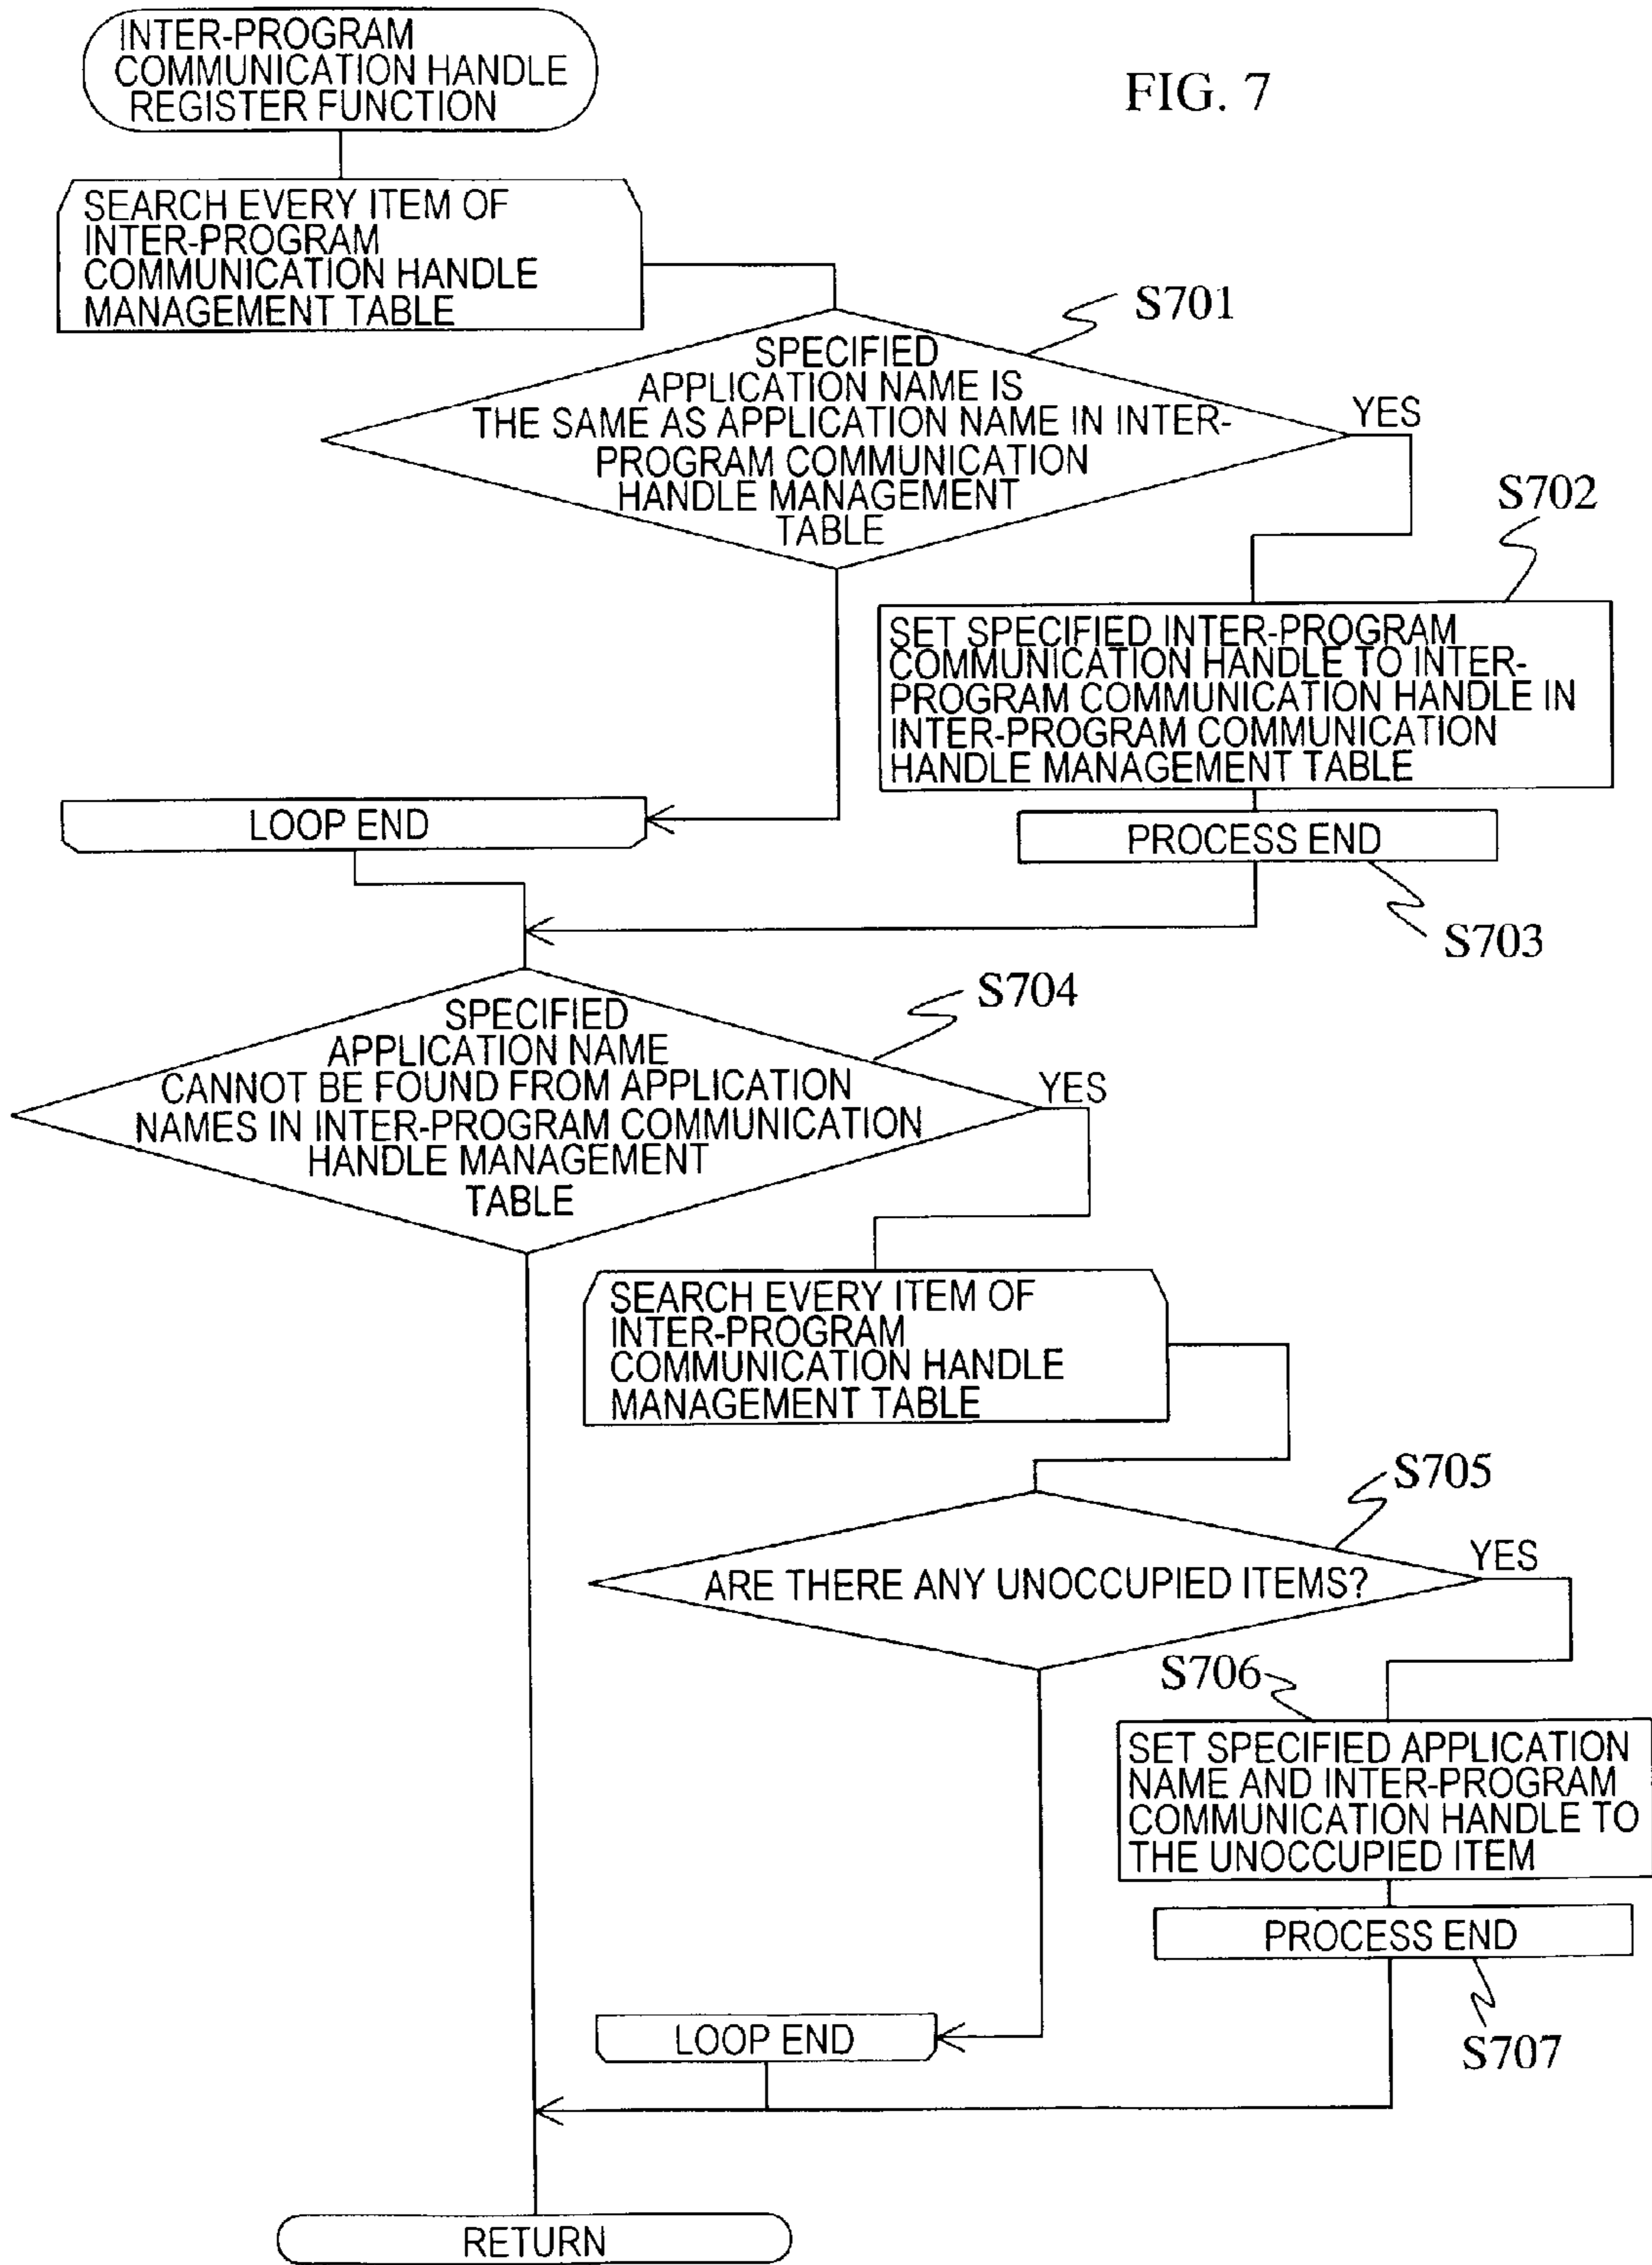 INTER-PROGRAM
COMMUNICATION HANDLE
REGISTER FUNCTION
FIG. 7
SEARCH EVERY ITEM OF
INTER-PROGRAM
COMMUNICATION HANDLE
MANAGEMENT TABLE
S701
SPECIFIED
APPLICATION NAME IS
THE SAME AS APPLICATION NAME IN INTER-
PROGRAM COMMUNICATION
HANDLE MANAGEMENT
TABLE
YES
S702
SET SPECIFIED INTER-PROGRAM
COMMUNICATION HANDLE TO INTER-
PROGRAM COMMUNICATION HANDLE IN
INTER-PROGRAM COMMUNICATION
HANDLE MANAGEMENT TABLE
LOOP END
PROCESS END
S703
S704
SPECIFIED
APPLICATION NAME
CANNOT BE FOUND FROM APPLICATION
NAMES IN INTER-PROGRAM COMMUNICATION
HANDLE MANAGEMENT
TABLE
YES
SEARCH EVERY ITEM OF
INTER-PROGRAM
COMMUNICATION HANDLE
MANAGEMENT TABLE
S705
ARE THERE ANY UNOCCUPIED ITEMS?
YES
S706
SET SPECIFIED APPLICATION
NAME AND INTER-PROGRAM
COMMUNICATION HANDLE TO
THE UNOCCUPIED ITEM
PROCESS END
LOOP END
S707
RETURN